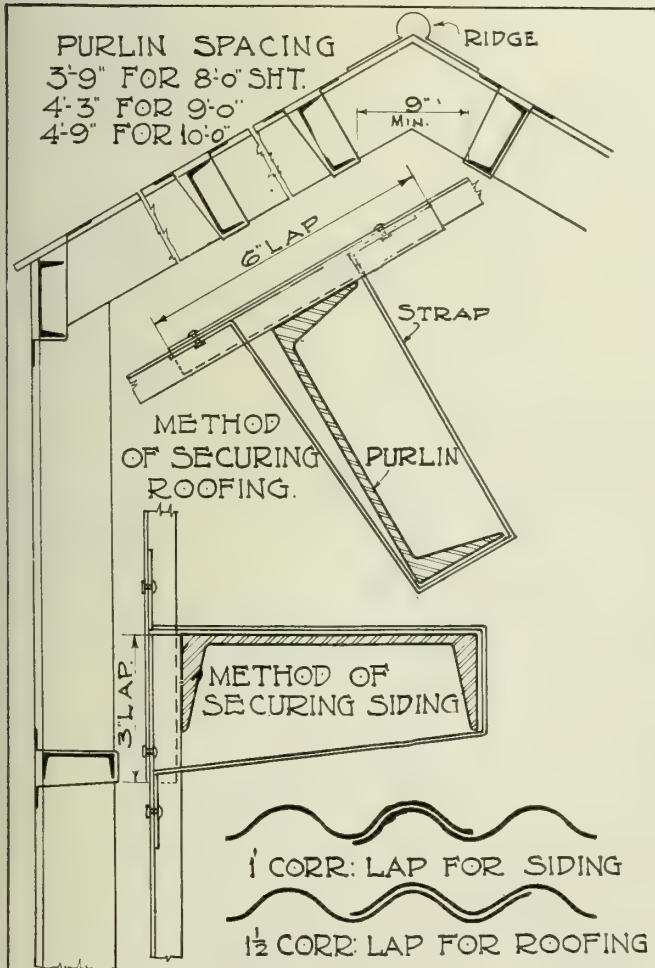 PURLIN SPACING
3'-9" FOR 8'-0" SHT.
4'-3" FOR 9'-0"
4'-9" FOR 10'-0"
RIDGE
9"
MIN.
6" LAP
STRAP
METHOD
OF SECURING
ROOFING.
PURLIN
3" LAP.
METHOD OF
SECURING SIDING
1' CORR: LAP FOR SIDING
1½ CORR: LAP FOR ROOFING